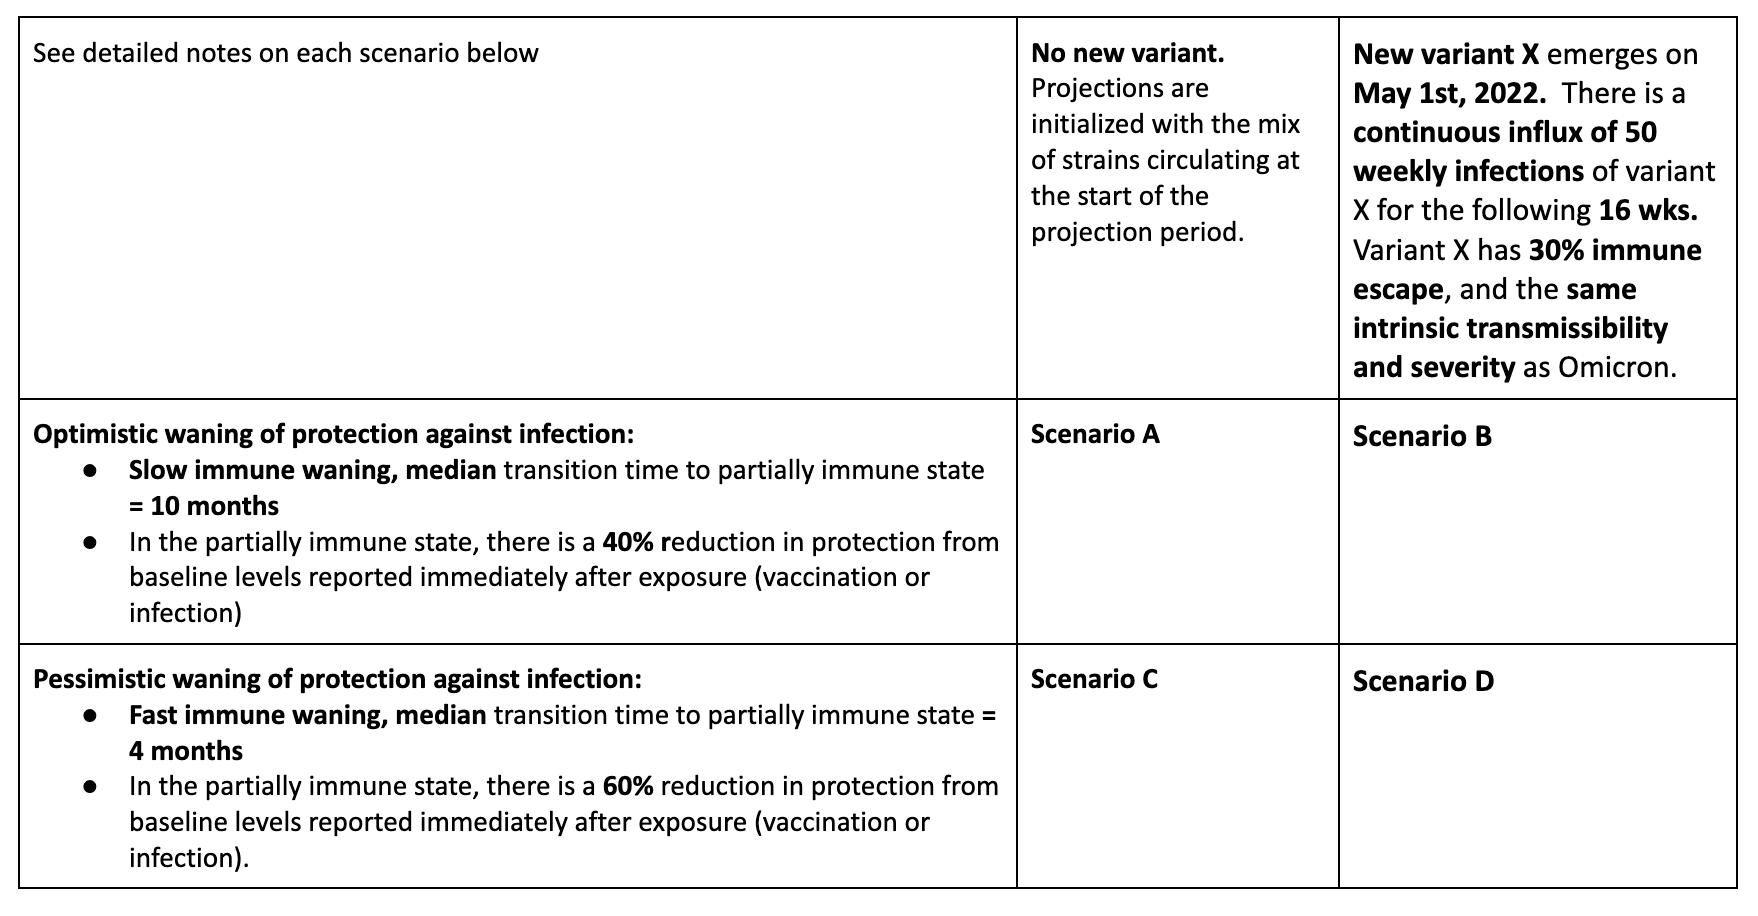 See detailed notes on each scenario below
No new variant.
Projections are
initialized with the mix
of strains circulating at
the start of the
projection period.
New variant X emerges on
May 1st, 2022.  There is a
continuous influx of 50
weekly infections of variant
X for the following 16 wks.
Variant X has 30% immune
escape, and the same
intrinsic transmissibility
and severity as Omicron.
Optimistic waning of protection against infection:
● Slow immune waning, median transition time to partially immune state
= 10 months
● In the partially immune state, there is a 40% reduction in protection from
baseline levels reported immediately after exposure (vaccination or
infection)
Scenario A
Scenario B
Pessimistic waning of protection against infection:
● Fast immune waning, median transition time to partially immune state =
4 months
● In the partially immune state, there is a 60% reduction in protection from
baseline levels reported immediately after exposure (vaccination or
infection).
Scenario C
Scenario D